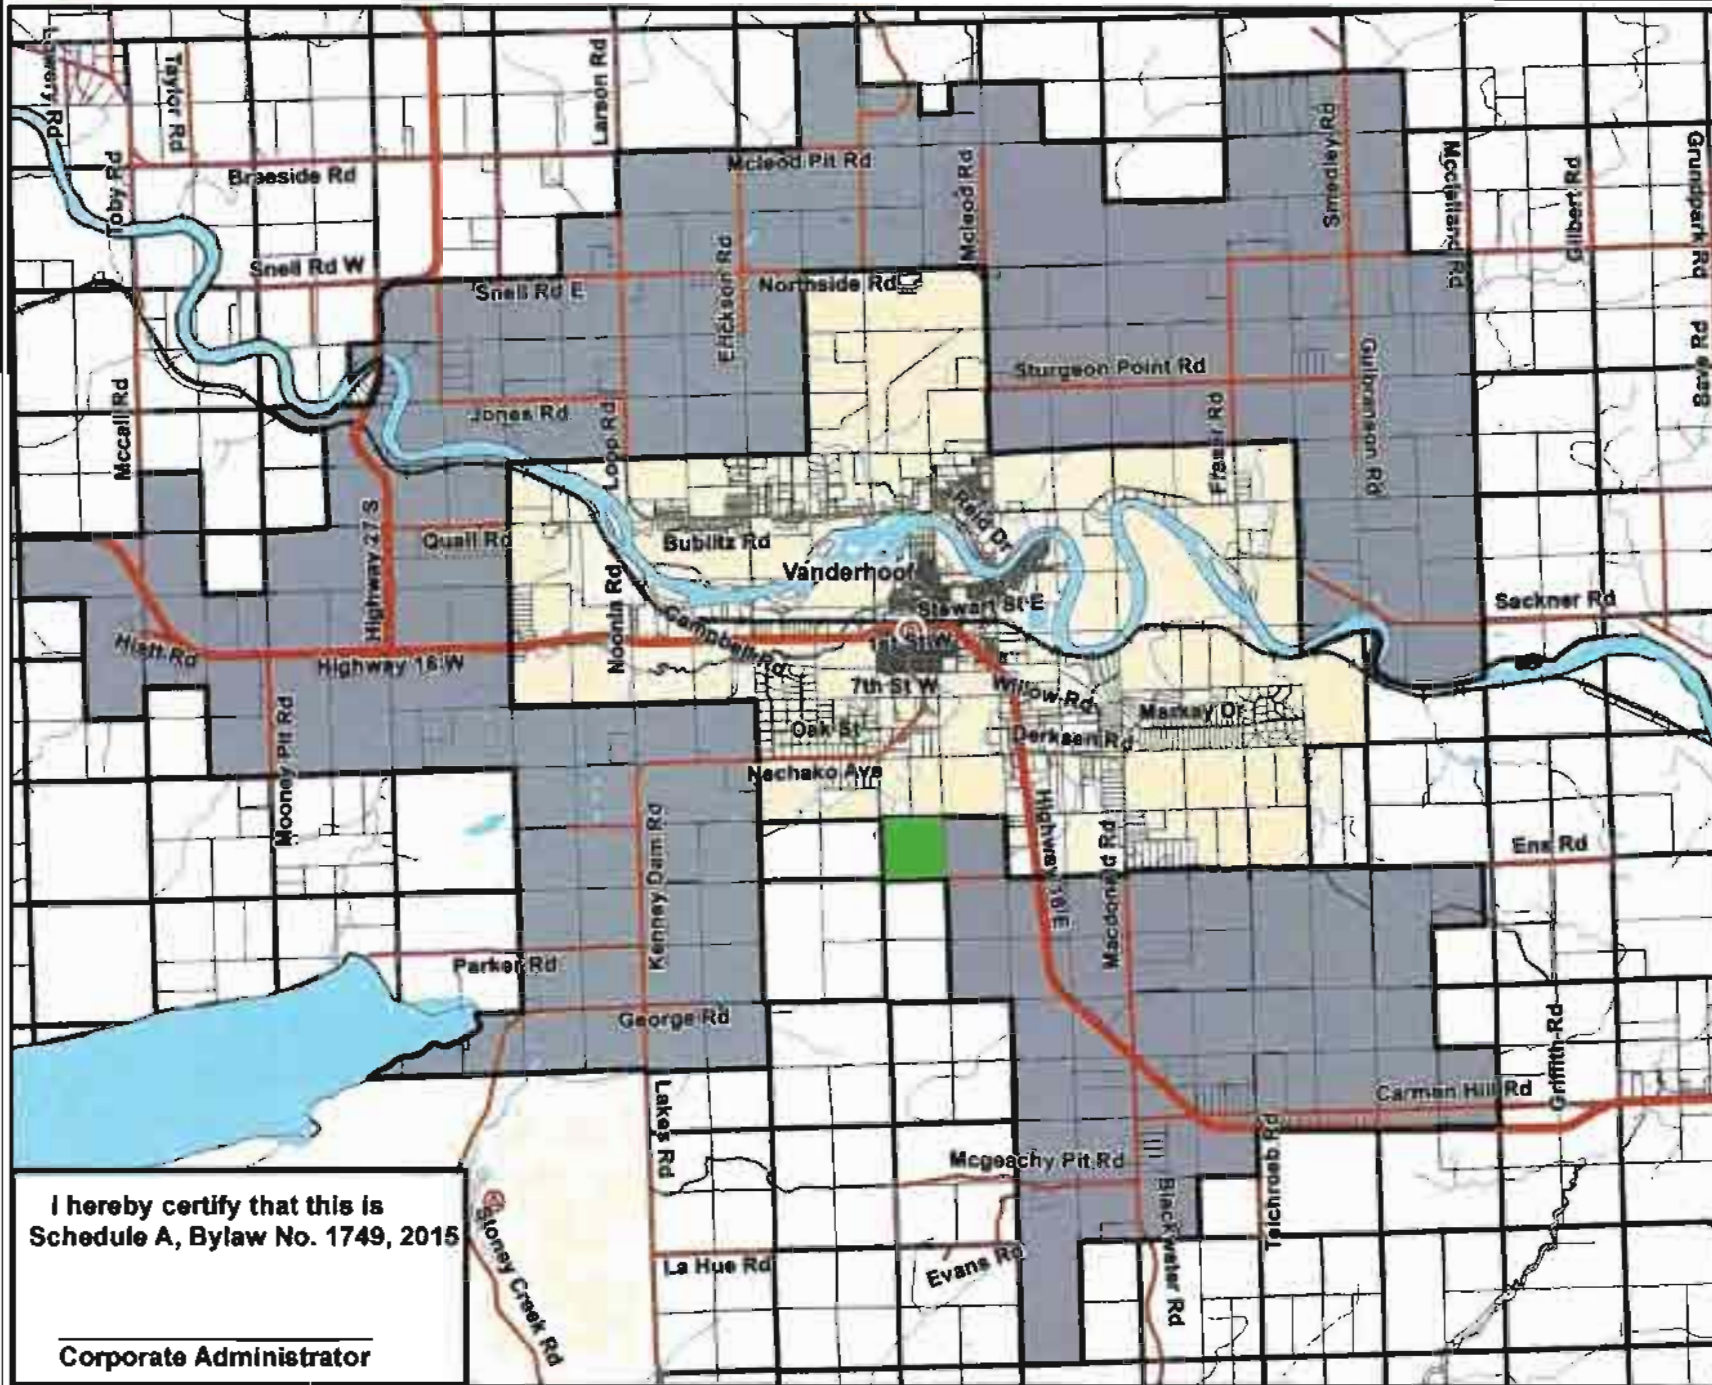 Lowery Rd
Taylor Rd
Larson Rd
Toby Rd
Braeside Rd
Mcleod Pit Rd
Mcleod Rd
Smedley Rd
Mcclelland Rd
Gilbert Rd
Grundpark Rd
Snell Rd W
Snell Rd E
Erickson Rd
Northside Rd
Sturgeon Point Rd
Gulbranson Rd
Fraser Rd
Mccall Rd
Jones Rd
Loop Rd
Highway 27 S
Quail Rd
Bublitz Rd
Reid Dr
Vanderhoof
Stewart St E
Sackner Rd
Noonla Rd
Campbell Rd
1st St W
Hiatt Rd
Highway 16 W
7th St W
Willow Rd
Markay Dr
Oak St
Derksen Rd
Nechako Ave
Mooney Pit Rd
Kenney Dam Rd
Highway 16 E
Macdonald Rd
Ens Rd
Parker Rd
George Rd
Griffith Rd
Carman Hill Rd
Lakes Rd
Mcgeachy Pit Rd
Teichroeb Rd
Blackwater Rd
La Hue Rd
Evans Rd
Stoney Creek Rd
I hereby certify that this is
Schedule A, Bylaw No. 1749, 2015
Corporate Administrator